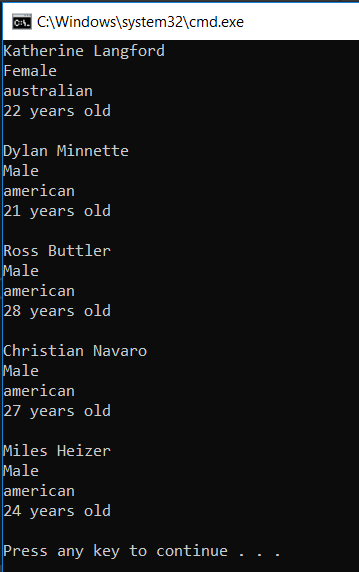 C:\Windows\system32\cmd.exe
Katherine Langford
Female
australian
22 years old
Dylan Minnette
Male
american
21 years old
Ross Buttler
Male
american
28 years old
Christian Navaro
Male
american
27 years old
Miles Heizer
Male
american
24 years old
Press any key to continue . . .